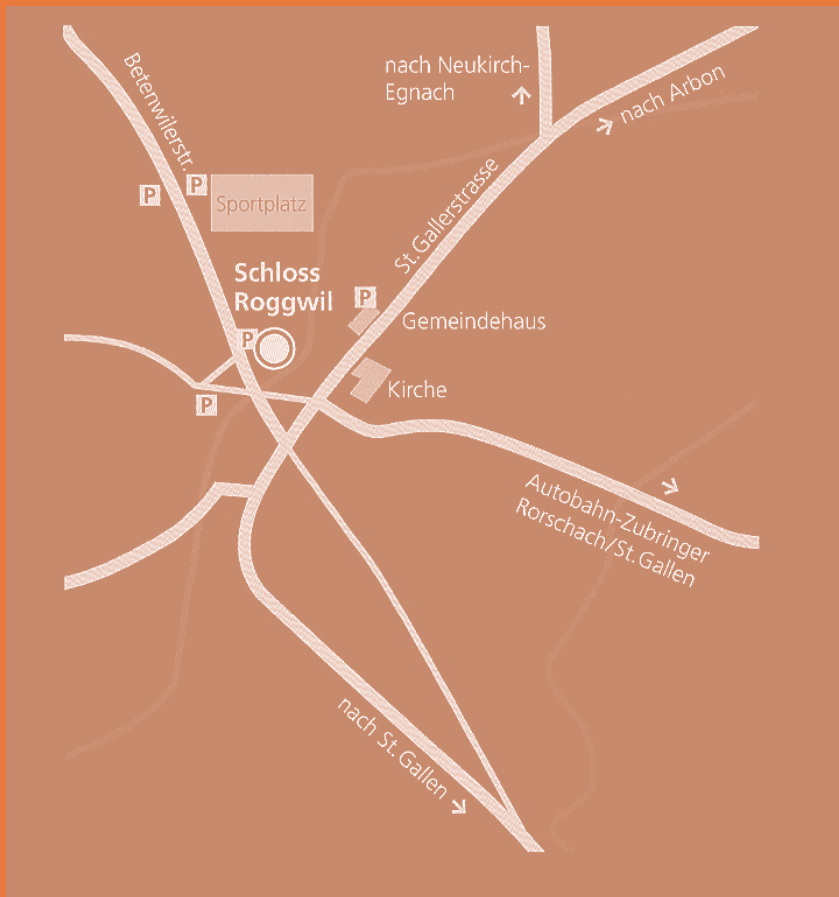 Betenwilerstr.
nach Neukirch-
Egnach
nach Arbon
P
P
Sportplatz
St. Gallerstrasse
Schloss
Roggwil
P
Gemeindehaus
P
Kirche
P
Autobahn-Zubringer
Rorschach/St. Gallen
nach St. Gallen